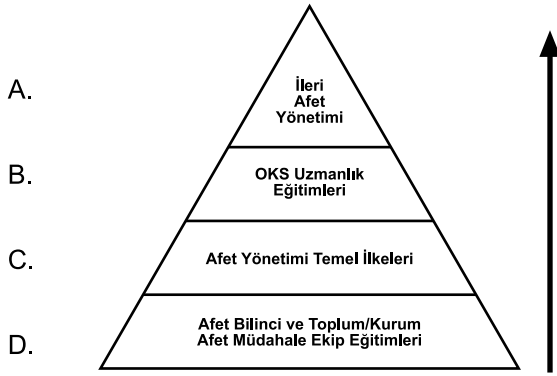 A.
İleri
Afet
Yönetimi
B.
OKS Uzmanlık
Eğitimleri
C.
Afet Yönetimi Temel İlkeleri
D.
Afet Bilinci ve Toplum/Kurum
Afet Müdahale Ekip Eğitimleri